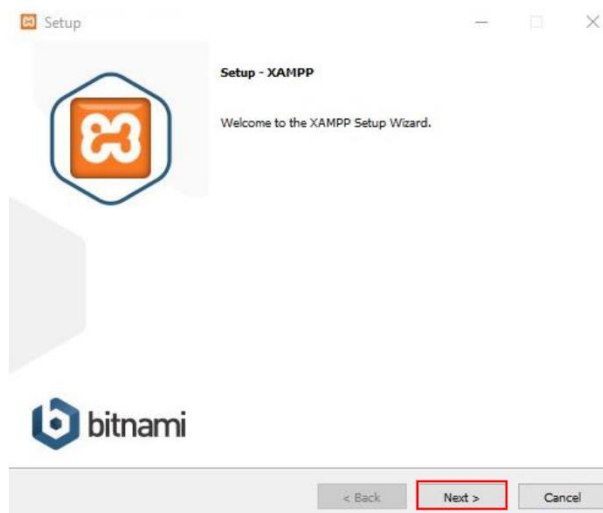 Setup
Setup - XAMPP
Welcome to the XAMPP Setup Wizard.
bitnami
< Back
Next >
Cancel